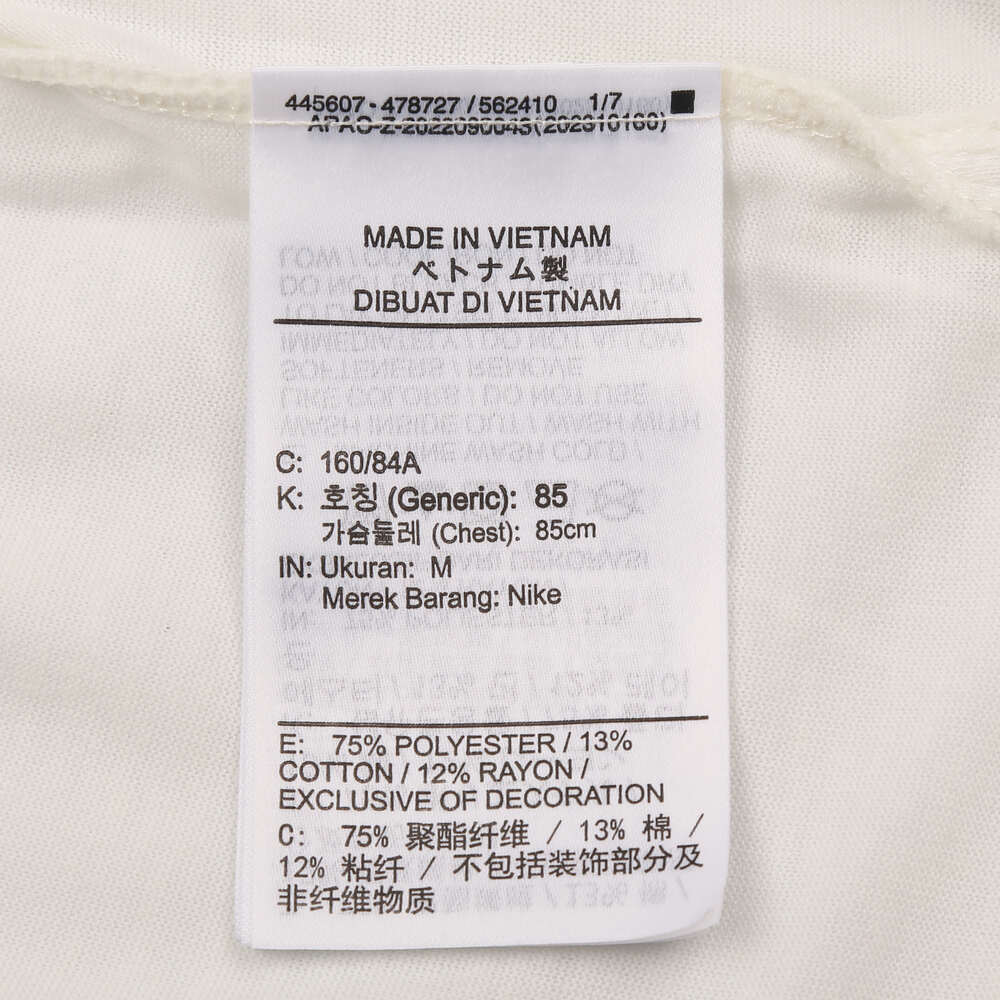 445607-478727 / 562410 1/7
MADE IN VIETNAM
ベトナム製
DIBUAT DI VIETNAM
C: 160/84A
K: 호칭 (Generic): 85
가슴둘레 (Chest): 85cm
IN: Ukuran: M
Merek Barang: Nike
E: 75% POLYESTER / 13%
COTTON / 12% RAYON /
EXCLUSIVE OF DECORATION
C: 75% 聚酯纤维 / 13% 棉 /
12% 粘纤 / 不包括装饰部分及
非纤维物质